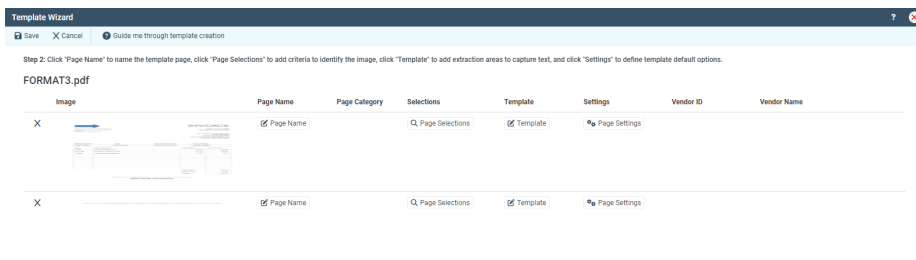 Template Wizard ?
Save X Cancel ? Guide me through template creation
Step 2: Click "Page Name" to name the template page, click "Page Selections" to add criteria to identify the image, click "Template" to add extraction areas to capture text, and click "Settings" to define template default options.
FORMAT3.pdf
Image Page Name Page Category Selections Template Settings Vendor ID Vendor Name
X Page Name Page Selections Template Page Settings
INVOICE
X Page Name Page Selections Template Page Settings